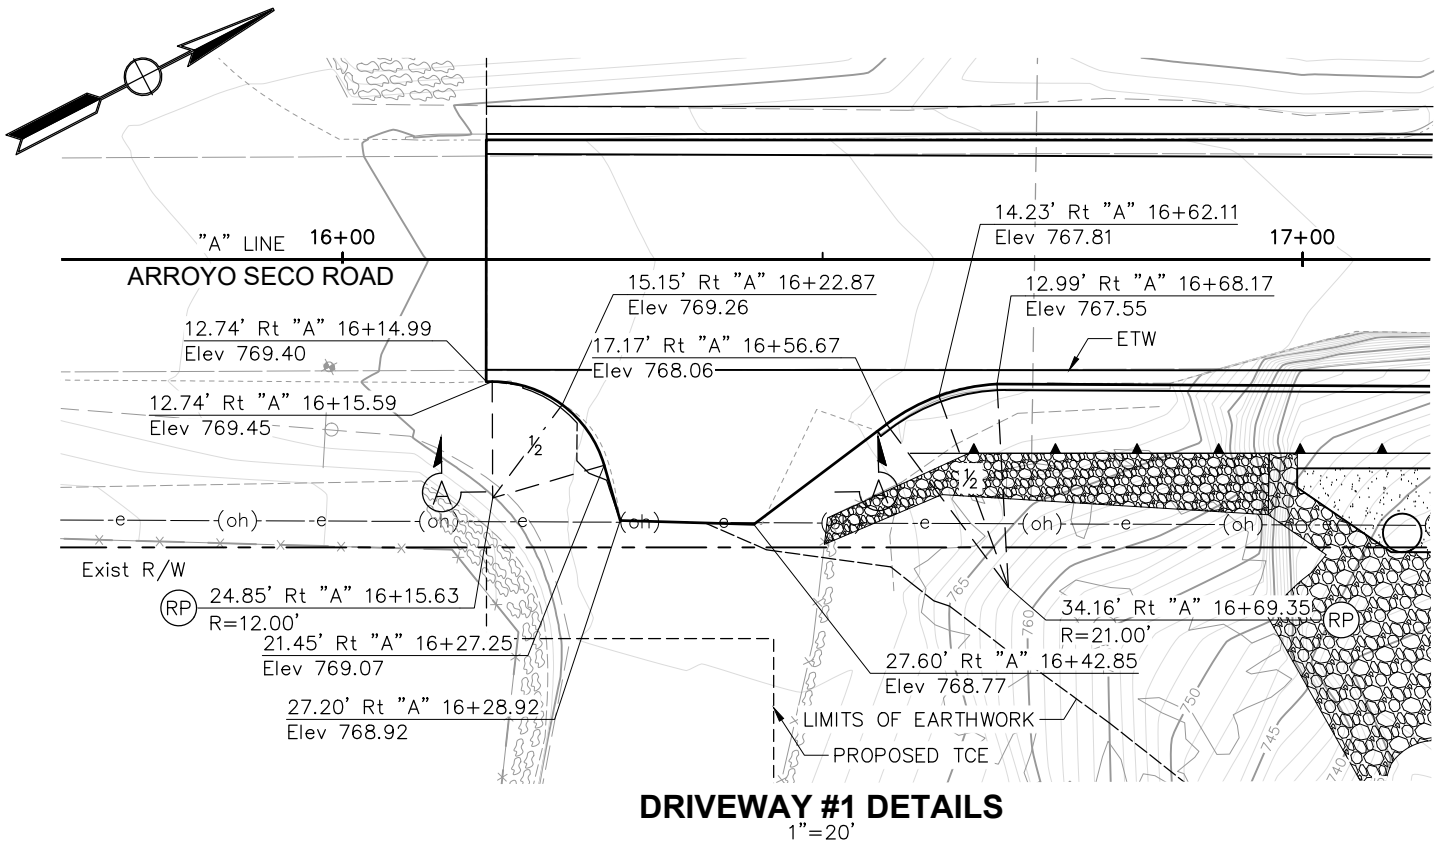 14.23' Rt "A" 16+62.11
Elev 767.81
"A" LINE
16+00
17+00
ARROYO SECO ROAD
15.15' Rt "A" 16+22.87
Elev 769.26
12.99' Rt "A" 16+68.17
Elev 767.55
12.74' Rt "A" 16+14.99
Elev 769.40
17.17' Rt "A" 16+56.67
Elev 768.06
ETW
12.74' Rt "A" 16+15.59
Elev 769.45
1/2
1/2
A
A
e
(oh)
e
(oh)
e
(oh)
e
e
(oh)
e
(oh)
e
Exist R/W
765
760
RP
24.85' Rt "A" 16+15.63
R=12.00'
34.16' Rt "A" 16+69.35
R=21.00'
RP
21.45' Rt "A" 16+27.25
Elev 769.07
27.60' Rt "A" 16+42.85
Elev 768.77
750
745
740
27.20' Rt "A" 16+28.92
Elev 768.92
LIMITS OF EARTHWORK
PROPOSED TCE
DRIVEWAY #1 DETAILS
1"=20'